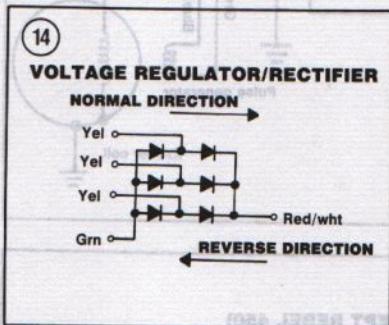 14
VOLTAGE REGULATOR/RECTIFIER
NORMAL DIRECTION
Yel
Yel
Yel
Red/wht
Grn
REVERSE DIRECTION